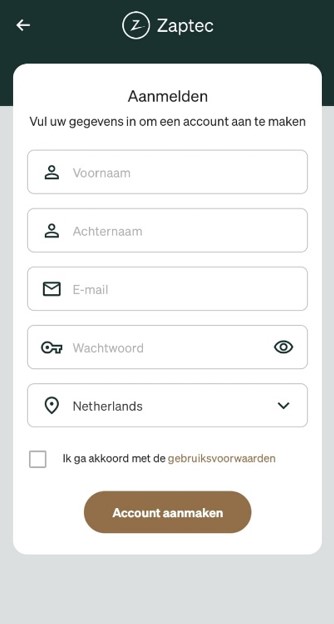 Zaptec
Aanmelden
Vul uw gegevens in om een account aan te maken
Voornaam
Achternaam
E-mail
Wachtwoord
Netherlands
Ik ga akkoord met de gebruiksvoorwaarden
Account aanmaken